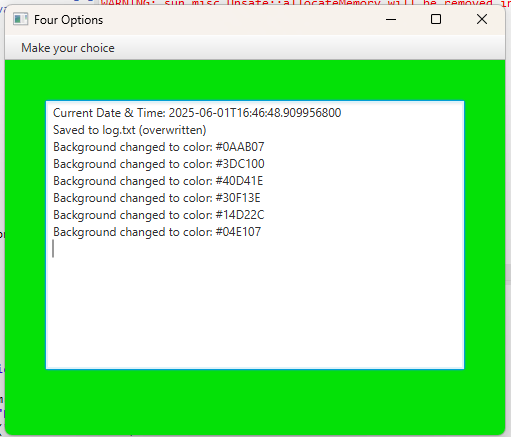 WARNING: sun.misc.Unsafe::allocateMemory will be removed in
Four Options
Make your choice
Current Date & Time: 2025-06-01T16:46:48.909956800
Saved to log.txt (overwritten)
Background changed to color: #0AAB07
Background changed to color: #3DC100
Background changed to color: #40D41E
Background changed to color: #30F13E
Background changed to color: #14D22C
Background changed to color: #04E107